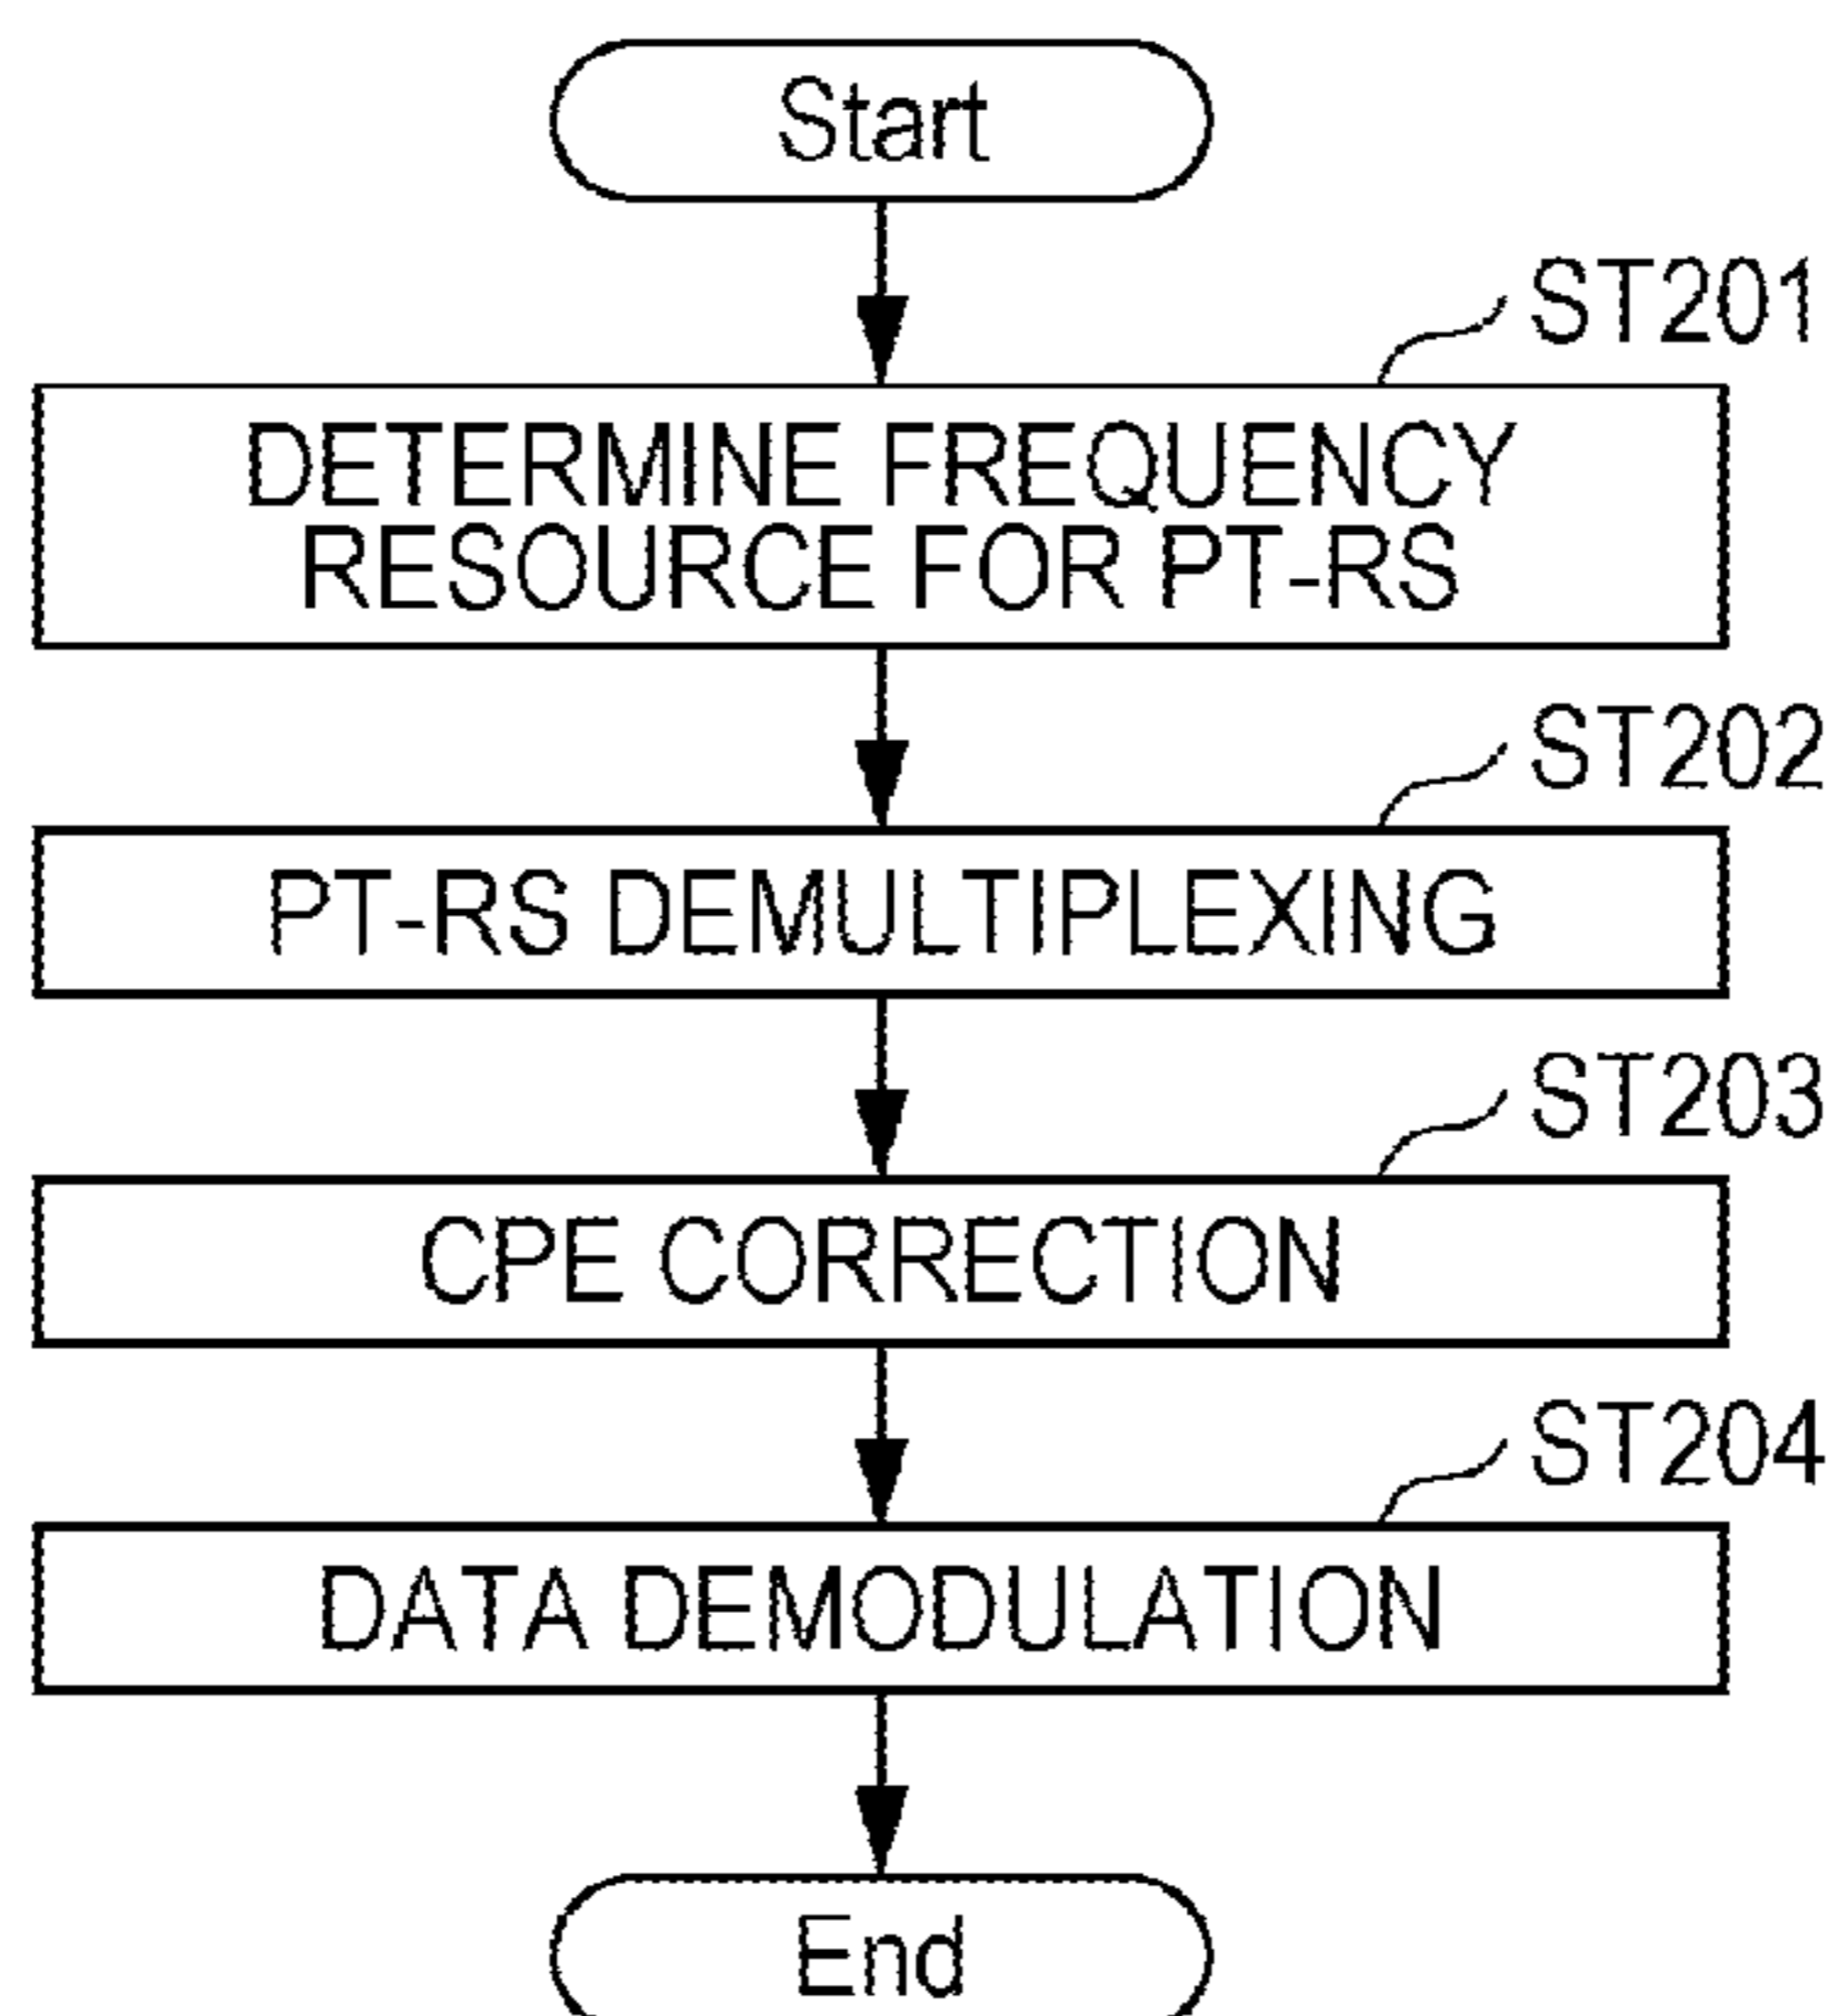 Start
ST201
DETERMINE FREQUENCY
RESOURCE FOR PT-RS
ST202
PT-RS DEMULTIPLEXING
ST203
CPE CORRECTION
ST204
DATA DEMODULATION
End